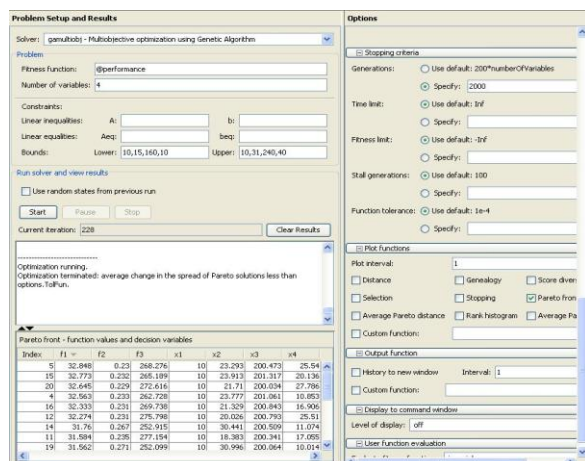 Problem Setup and Results
Solver: gamultiobj - Multiobjective optimization using Genetic Algorithm
Problem
Fitness function: @performance
Number of variables: 4
Constraints:
Linear inequalities: A: b:
Linear equalities: Aeq: beq:
Bounds: Lower: 10,15,160,10 Upper: 10,31,240,40
Run solver and view results
Use random states from previous run
Start Pause Stop
Current iteration: 228 Clear Results
Optimization running.
Optimization terminated: average change in the spread of Pareto solutions less than
options.TolFun.
Pareto front - function values and decision variables
Index f1 f2 f3 x1 x2 x3 x4
5 32.848 0.23 268.276 10 23.293 200.473 25.54
15 32.773 0.232 265.189 10 23.913 201.317 20.136
20 32.645 0.229 272.616 10 21.71 200.034 27.786
4 32.563 0.233 262.728 10 23.777 201.061 10.853
16 32.333 0.231 269.738 10 21.329 200.843 16.906
12 32.274 0.231 275.798 10 20.026 200.793 25.51
14 31.76 0.267 252.915 10 30.441 200.509 11.074
11 31.584 0.235 277.154 10 18.383 200.341 17.055
19 31.562 0.271 252.099 10 30.996 200.064 10.014
Options
Stopping criteria
Generations: Use default: 200*numberOfVariables
Specify: 2000
Time limit: Use default: Inf
Specify:
Fitness limit: Use default: -Inf
Specify:
Stall generations: Use default: 100
Specify:
Function tolerance: Use default: 1e-4
Specify:
Plot functions
Plot interval: 1
Distance Genealogy Score diver
Selection Stopping Pareto fron
Average Pareto distance Rank histogram Average Pa
Custom function:
Output function
History to new window Interval: 1
Custom function:
Display to command window
Level of display: off
User function evaluation